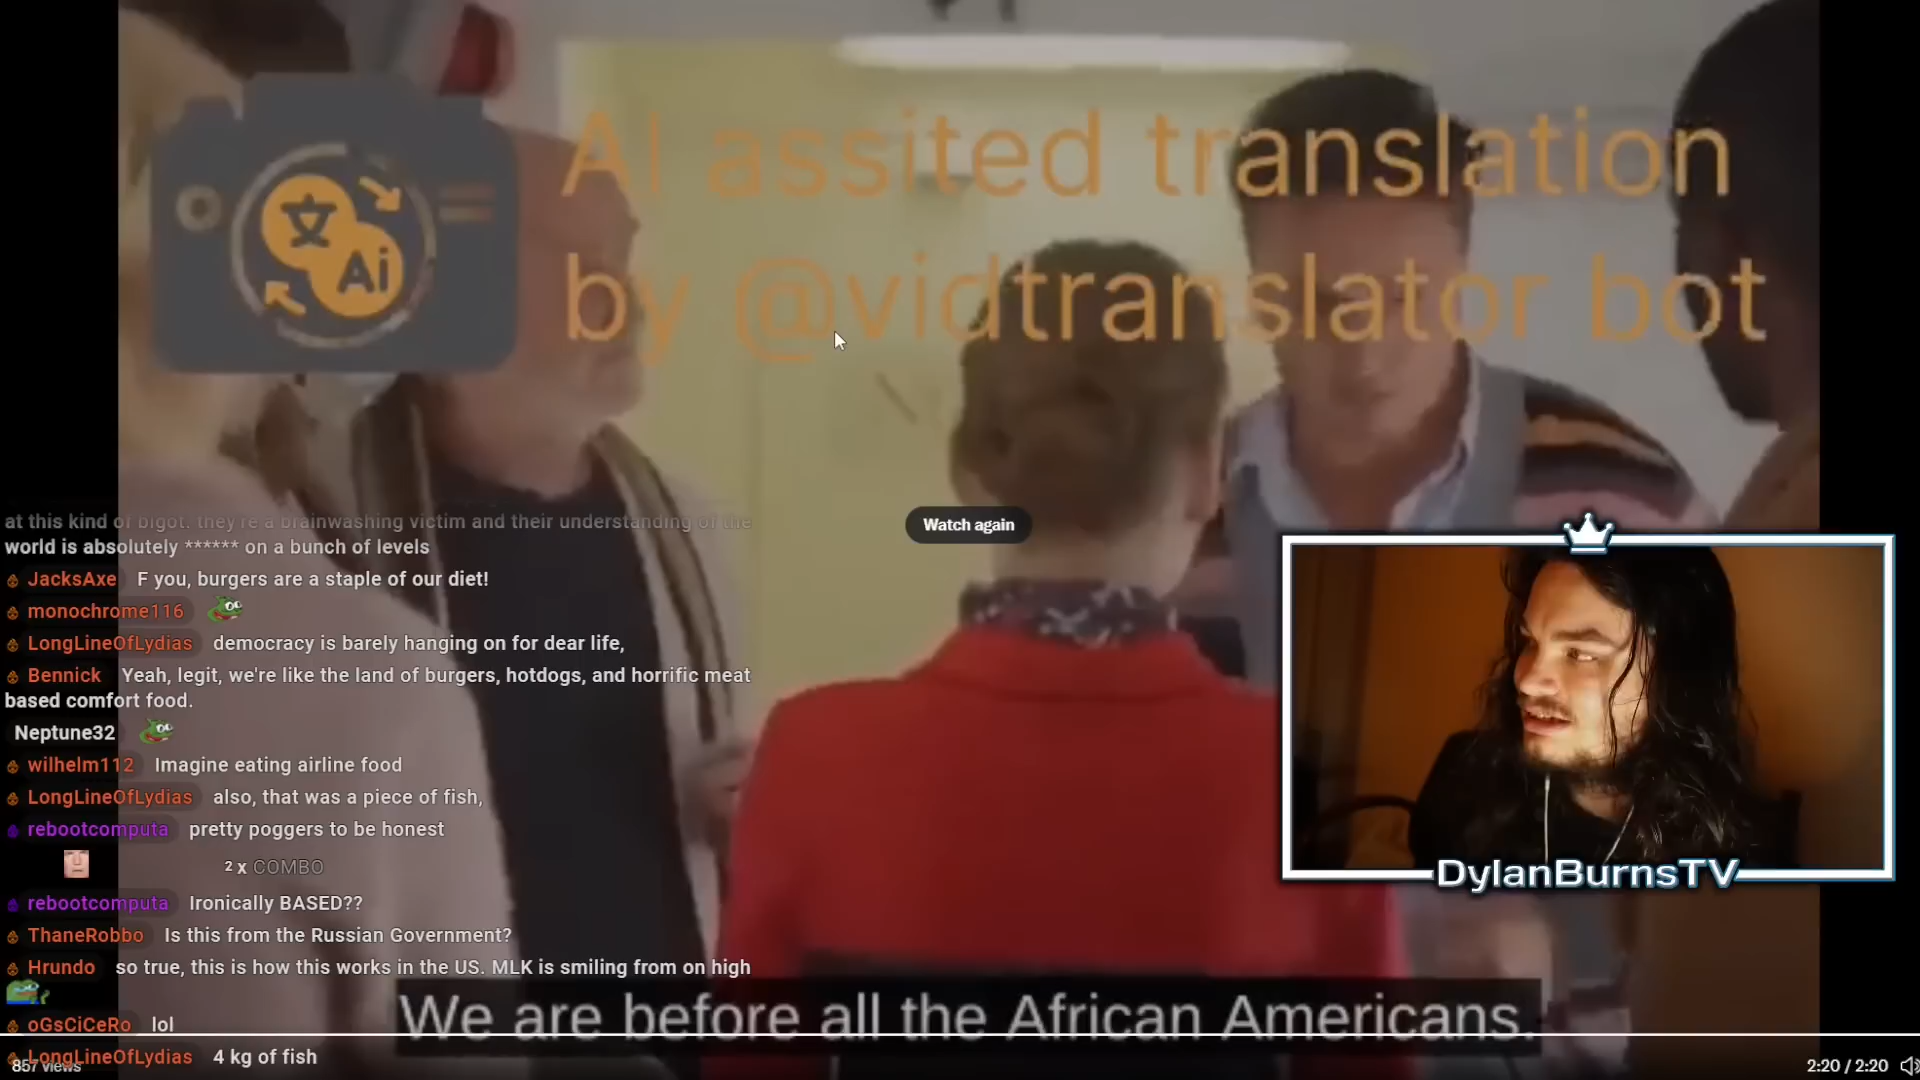 AI assited translation
by @vidtranslator bot
文
Ai
Watch again
at this kind of bigot. they're a brainwashing victim and their understanding of the
world is absolutely ****** on a bunch of levels
JacksAxe F you, burgers are a staple of our diet!
monochrome116
LongLineOfLydias democracy is barely hanging on for dear life,
Bennick Yeah, legit, we're like the land of burgers, hotdogs, and horrific meat
based comfort food.
Neptune32
wilhelm112 Imagine eating airline food
LongLineOfLydias also, that was a piece of fish,
rebootcomputa pretty poggers to be honest
2 x COMBO
rebootcomputa Ironically BASED??
ThaneRobbo Is this from the Russian Government?
Hrundo so true, this is how this works in the US. MLK is smiling from on high
oGsCiCeRo lol
LongLineOfLydias 4 kg of fish
DylanBurnsTV
We are before all the African Americans.
857 views
2:20 / 2:20